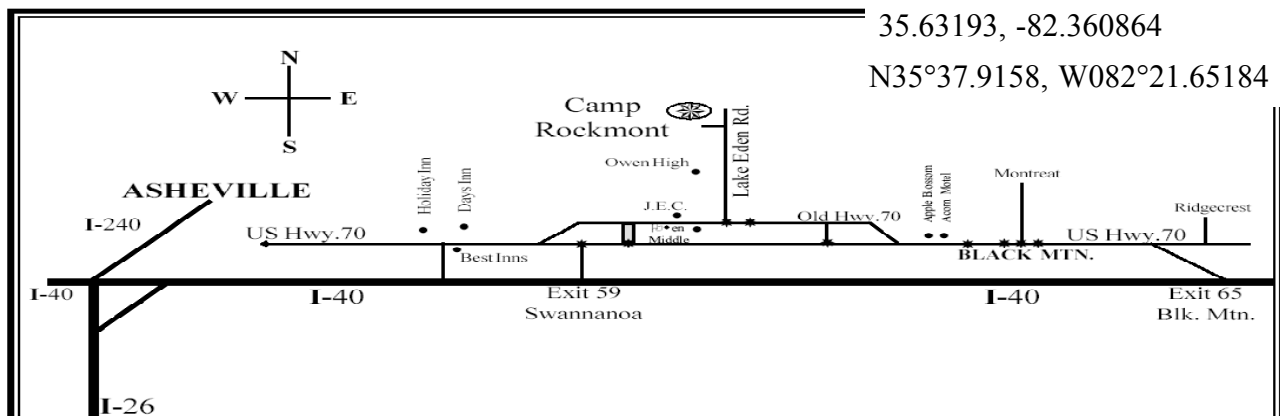 35.63193, -82.360864
N35°37.9158, W082°21.65184
N
W
E
S
Camp
Rockmont
Lake Eden Rd.
Owen High
Holiday Inn
Days Inn
ASHEVILLE
I-240
US Hwy.70
Best Inns
J.E.C.
Middle
Old Hwy.70
Apple Bossom
Acorn Motel
Montreat
Ridgecrest
US Hwy.70
BLACK MTN.
I-40
I-40
Exit 59
Swannanoa
I-40
Exit 65
Blk. Mtn.
I-26